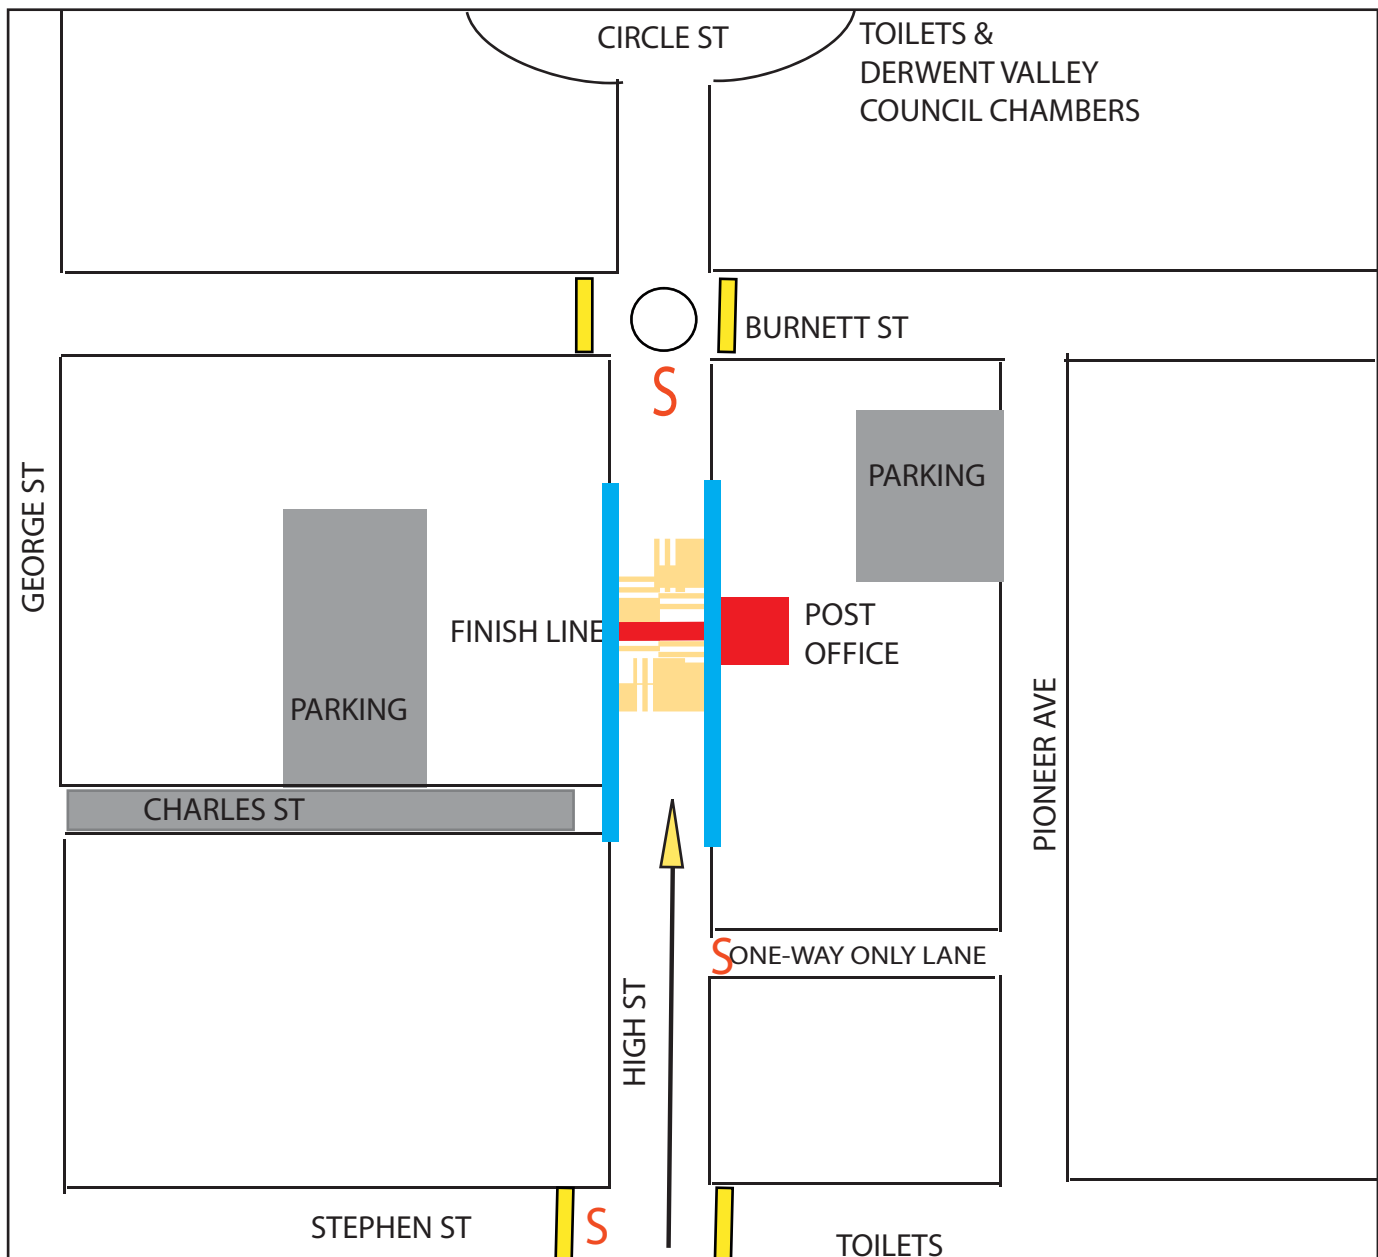 CIRCLE ST
TOILETS &
DERWENT VALLEY
COUNCIL CHAMBERS
BURNETT ST
S
GEORGE ST
PARKING
FINISH LINE
POST
OFFICE
PARKING
PIONEER AVE
CHARLES ST
S
ONE-WAY ONLY LANE
HIGH ST
STEPHEN ST
S
TOILETS